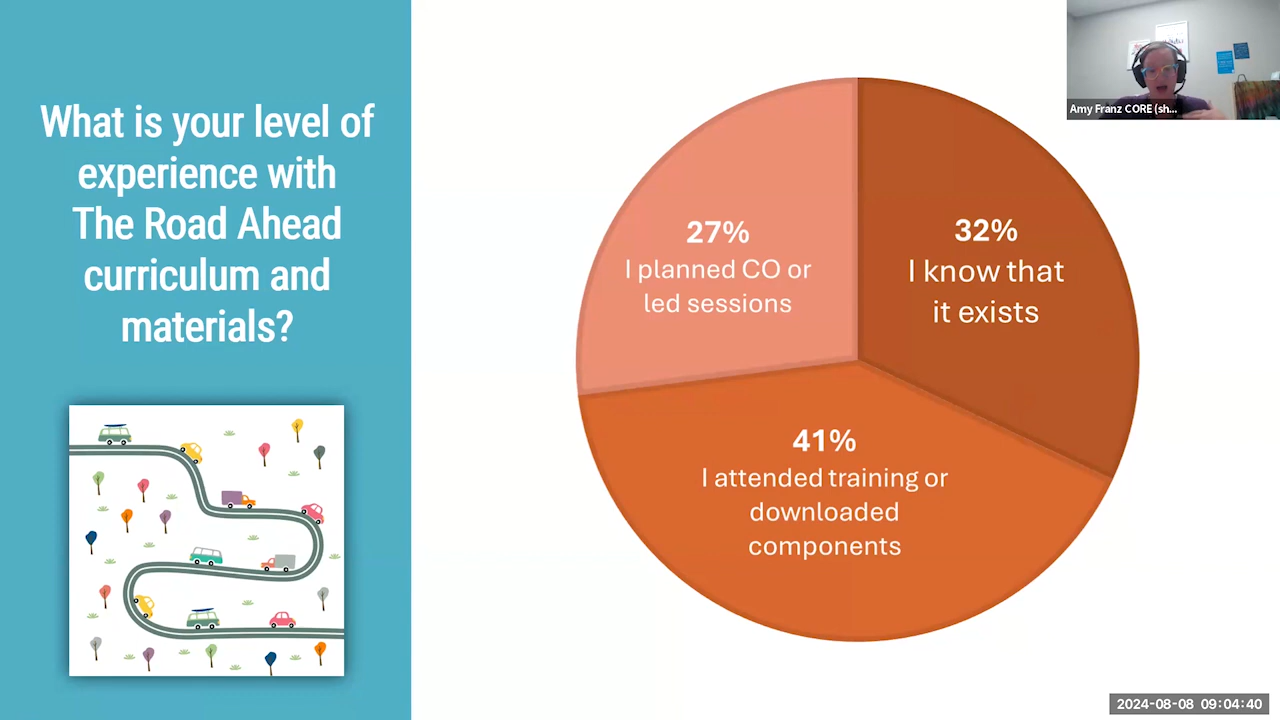 What is your level of
experience with
The Road Ahead
curriculum and
materials?
27%
I planned CO or
led sessions
32%
I know that
it exists
41%
I attended training or
downloaded
components
Amy Franz CORE (sh...
2024-08-08 09:04:40